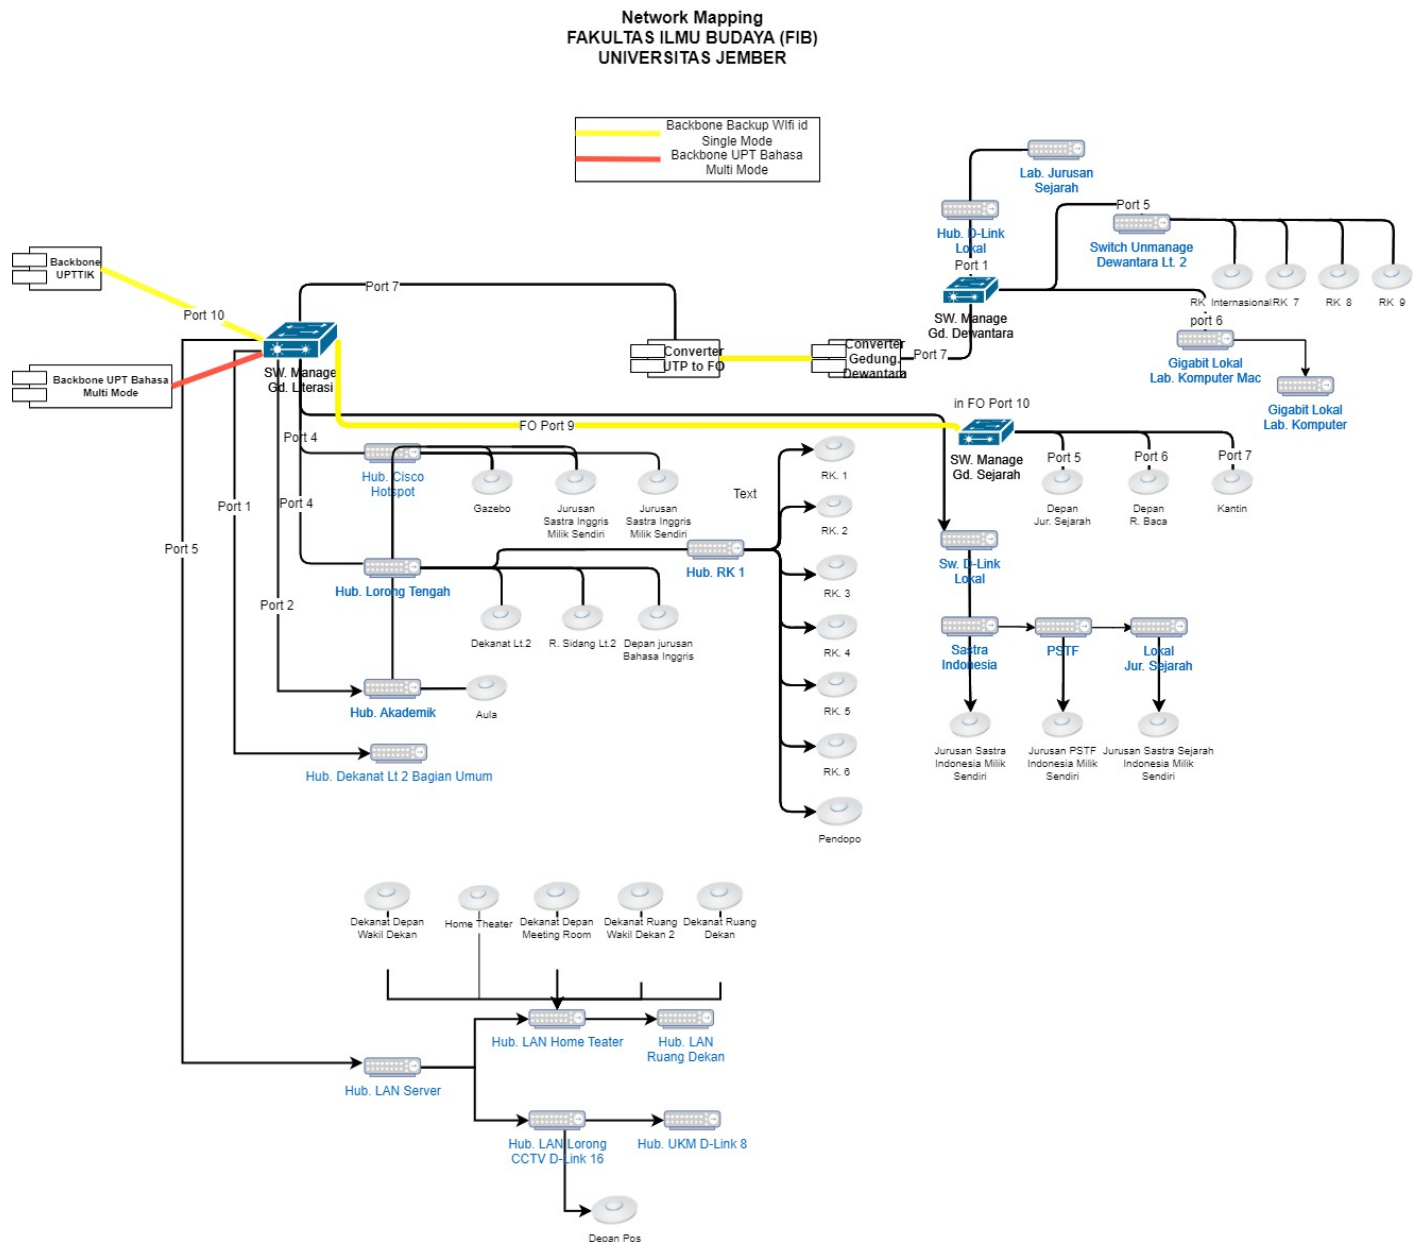 Network Mapping
FAKULTAS ILMU BUDAYA (FIB)
UNIVERSITAS JEMBER
Backbone Backup WIfi id
Single Mode
Backbone UPT Bahasa
Multi Mode
Lab. Jurusan
Sejarah
Port 5
Hub. D-Link
Lokal
Switch Unmanage
Dewantara Lt. 2
Backbone
UPTTIK
Port 1
Port 7
RK Internasional
RK 7
RK 8
RK 9
Port 10
SW. Manage
Gd. Dewantara
port 6
Converter
UTP to FO
Converter
Gedung.
Dewantara
Port 7
Gigabit Lokal
Lab. Komputer Mac
Backbone UPT Bahasa
Multi Mode
SW. Manage
Gd. Literasi
Gigabit Lokal
Lab. Komputer
in FO Port 10
FO Port 9
Port 4
SW. Manage
Gd. Sejarah
Port 5
Port 6
Port 7
Hub. Cisco
Hotspot
Gazebo
Jurusan
Sastra Inggris
Milik Sendiri
Jurusan
Sastra Inggris
Milik Sendiri
Text
RK. 1
Depan
Jur. Sejarah
Depan
R. Baca
Kantin
Port 1
Port 4
RK. 2
Port 5
Hub. RK 1
Sw. D-Link
Lokal
Hub. Lorong Tengah
RK. 3
Port 2
Dekanat Lt.2
R. Sidang Lt.2
Depan jurusan
Bahasa Inggris
RK. 4
Sastra
Indonesia
PSTF
Lokal
Jur. Sejarah
Hub. Akademik
Aula
RK. 5
Jurusan Sastra
Indonesia Milik
Sendiri
Jurusan PSTF
Indonesia Milik
Sendiri
Jurusan Sastra Sejarah
Indonesia Milik
Sendiri
Hub. Dekanat Lt 2 Bagian Umum
RK. 6
Pendopo
Dekanat Depan
Wakil Dekan
Home Theater
Dekanat Depan
Meeting Room
Dekanat Ruang
Wakil Dekan 2
Dekanat Ruang
Dekan
Hub. LAN Home Teater
Hub. LAN
Ruang Dekan
Hub. LAN Server
Hub. LAN Lorong
CCTV D-Link 16
Hub. UKM D-Link 8
Depan Pos